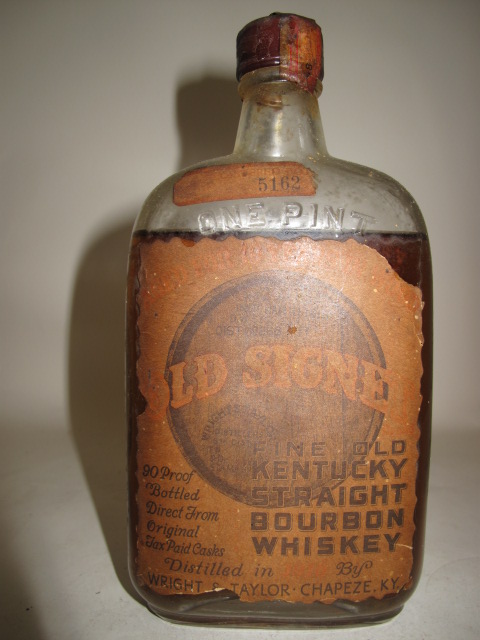 5162
ONE PINT
OLD SIGNE
FINE OLD
KENTUCKY
STRAIGHT
BOURBON
WHISKEY
90 Proof
Bottled
Direct From
Original
Tax Paid Casks
Distilled in By
WRIGHT & TAYLOR · CHAPEZE, KY.